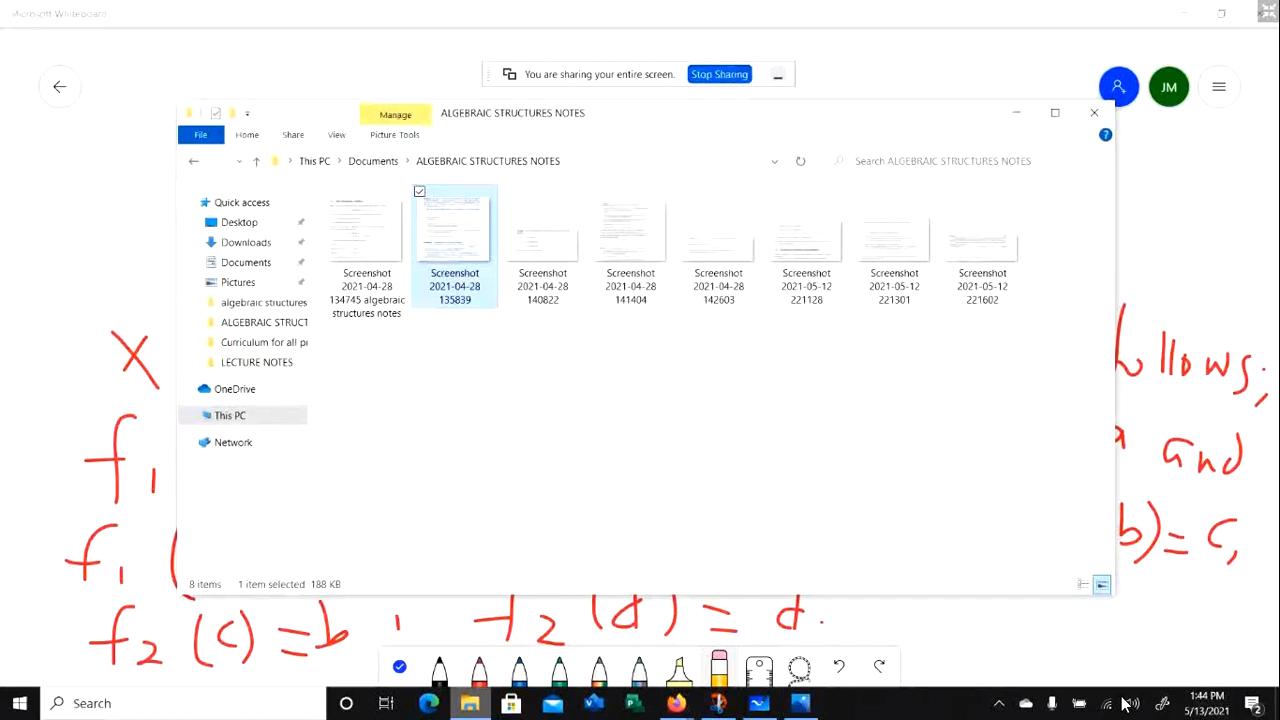 Microsoft Whiteboard
You are sharing your entire screen. Stop Sharing
JM
Manage ALGEBRAIC STRUCTURES NOTES
File Home Share View Picture Tools
This PC Documents ALGEBRAIC STRUCTURES NOTES Search ALGEBRAIC STRUCTURES NOTES
Quick access
Desktop
Downloads
Documents
Pictures
algebraic structures
ALGEBRAIC STRUCT
Curriculum for all pr
LECTURE NOTES
OneDrive
This PC
Network
Screenshot 2021-04-28 134745 algebraic structures notes
Screenshot 2021-04-28 135839
Screenshot 2021-04-28 140822
Screenshot 2021-04-28 141404
Screenshot 2021-04-28 142603
Screenshot 2021-05-12 221128
Screenshot 2021-05-12 221301
Screenshot 2021-05-12 221602
8 items 1 item selected 188 KB
X
f1 and
f1 ( b) = c,
f2 (c) = b, f2 (d) = d.
Search
1:44 PM
5/13/2021
2